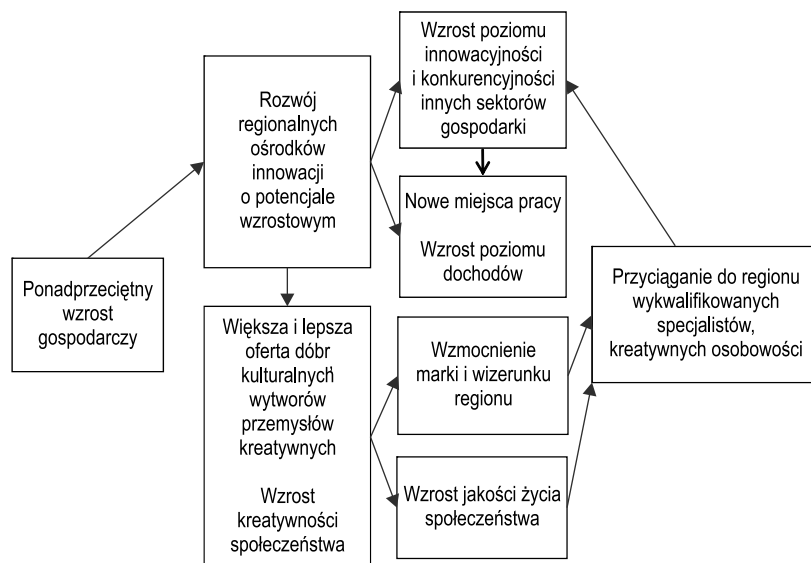 Ponadprzeciętny
wzrost
gospodarczy
Rozwój
regionalnych
ośrodków
innowacji
o potencjale
wzrostowym
Większa i lepsza
oferta dóbr
kulturalnych
wytworów
przemysłów
kreatywnych
Wzrost
kreatywności
społeczeństwa
Wzrost poziomu
innowacyjności
i konkurencyjności
innych sektorów
gospodarki
Nowe miejsca pracy
Wzrost poziomu
dochodów
Wzmocnienie
marki i wizerunku
regionu
Wzrost jakości życia
społeczeństwa
Przyciąganie do regionu
wykwalifikowanych
specjalistów,
kreatywnych osobowości